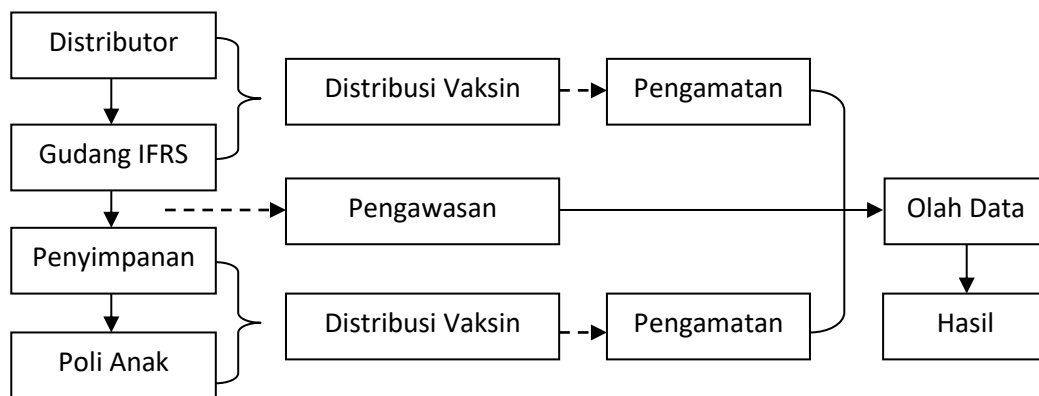 Distributor
Distribusi Vaksin
Pengamatan
Gudang IFRS
Pengawasan
Olah Data
Penyimpanan
Distribusi Vaksin
Pengamatan
Hasil
Poli Anak